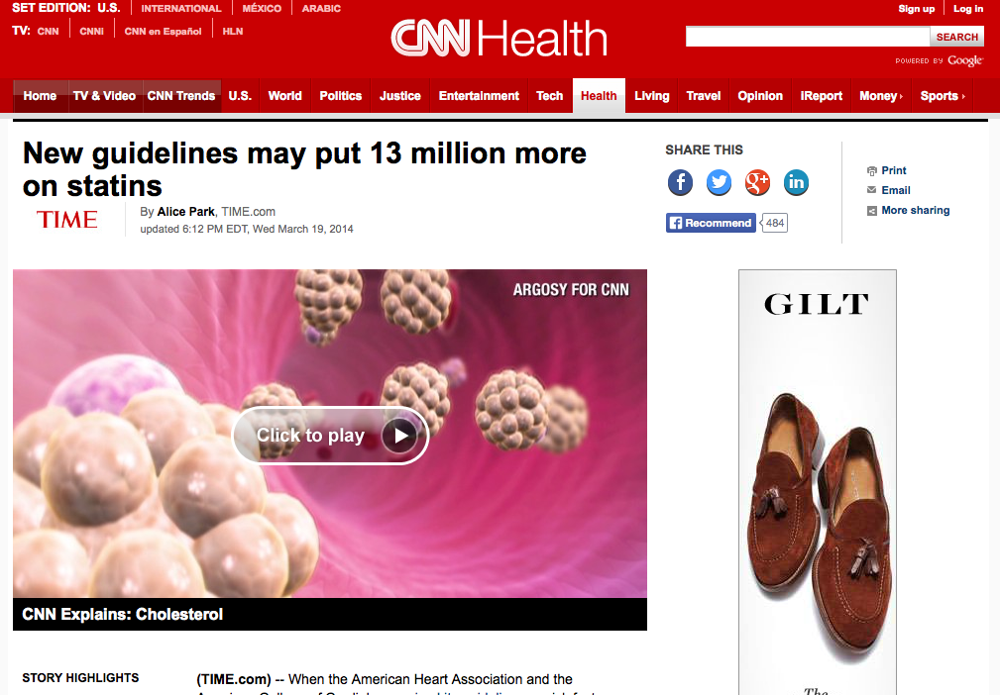 SET EDITION: U.S. INTERNATIONAL MÉXICO ARABIC
TV: CNN CNNI CNN en Español HLN
CNN Health
Sign up Log in
SEARCH
POWERED BY Google
Home TV & Video CNN Trends U.S. World Politics Justice Entertainment Tech Health Living Travel Opinion iReport Money Sports
New guidelines may put 13 million more
on statins
TIME
By Alice Park, TIME.com
updated 6:12 PM EDT, Wed March 19, 2014
SHARE THIS
f g+ in
f Recommend 484
Print
Email
More sharing
ARGOSY FOR CNN
Click to play
CNN Explains: Cholesterol
GILT
The
STORY HIGHLIGHTS
(TIME.com) -- When the American Heart Association and the